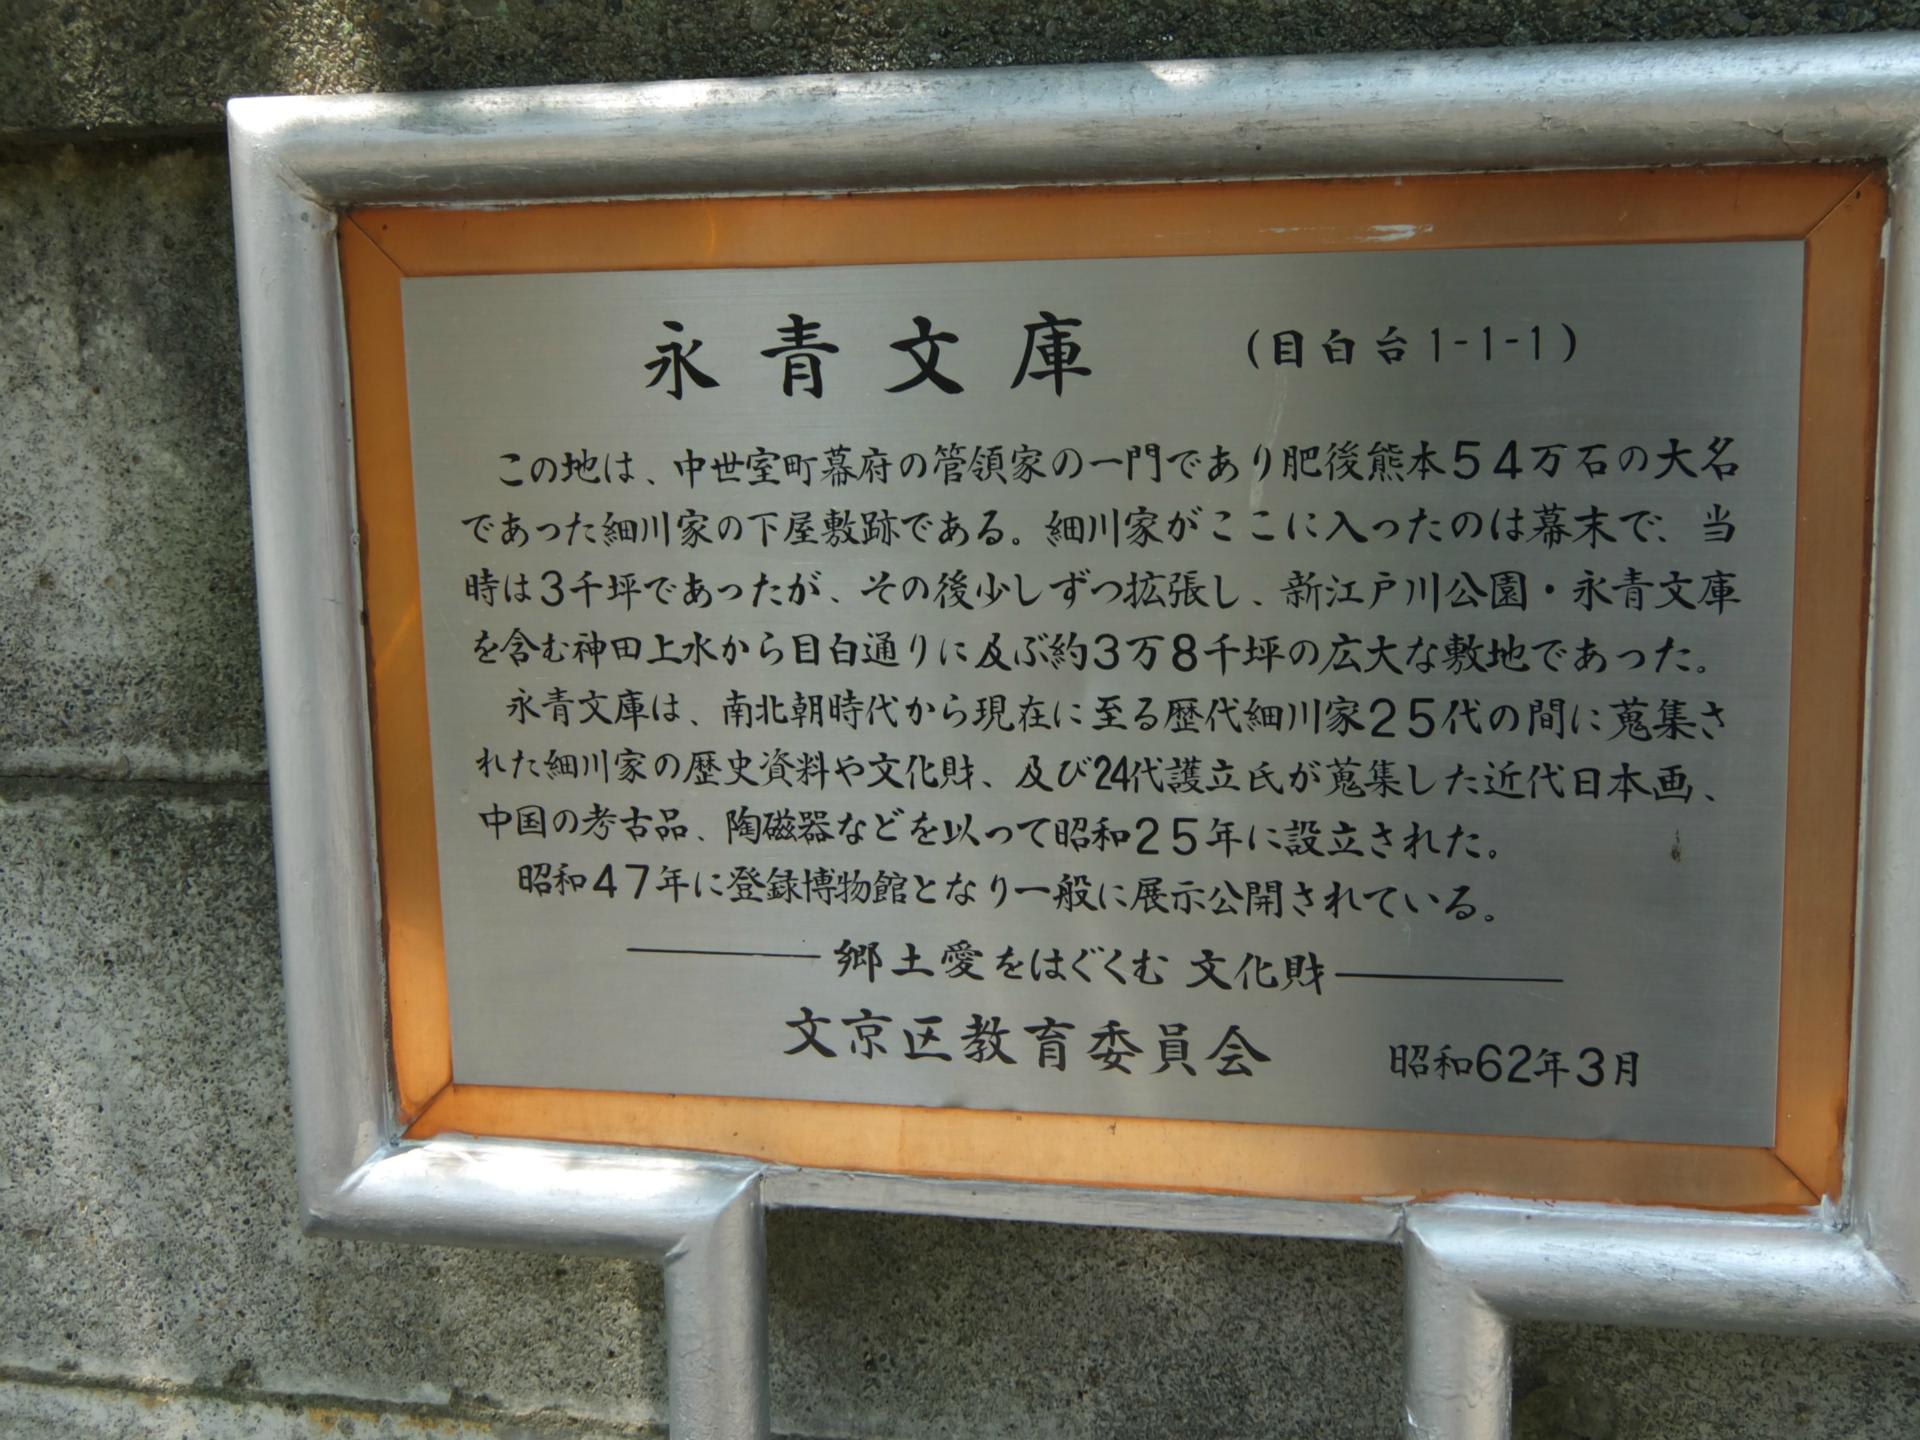 永青文庫 (目白台1-1-1)
この地は、中世室町幕府の管領家の一門であり肥後熊本54万石の大名
であった細川家の下屋敷跡である。細川家がここに入ったのは幕末で、当
時は3千坪であったが、その後少しずつ拡張し、新江戸川公園・永青文庫
を含む神田上水から目白通りに及ぶ約3万8千坪の広大な敷地であった。
永青文庫は、南北朝時代から現在に至る歴代細川家25代の間に蒐集さ
れた細川家の歴史資料や文化財、及び24代護立氏が蒐集した近代日本画、
中国の考古品、陶磁器などを以って昭和25年に設立された。
昭和47年に登録博物館となり一般に展示公開されている。
――郷土愛をはぐくむ 文化財――
文京区教育委員会 昭和62年3月